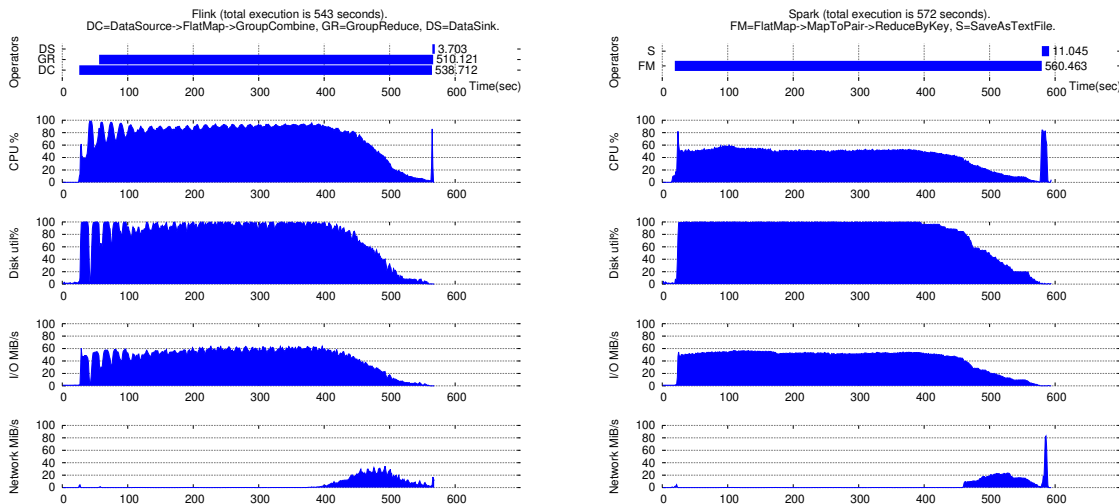 Flink (total execution is 543 seconds).
DC=DataSource->FlatMap->GroupCombine, GR=GroupReduce, DS=DataSink.
Operators
DS
GR
DC
3.703
510.121
538.712
Time(sec)
0 100 200 300 400 500 600
CPU %
100
80
60
40
20
0
0 100 200 300 400 500 600
Disk util%
100
80
60
40
20
0
0 100 200 300 400 500 600
I/O MiB/s
100
80
60
40
20
0
0 100 200 300 400 500 600
Network MiB/s
100
80
60
40
20
0
0 100 200 300 400 500 600
Spark (total execution is 572 seconds).
FM=FlatMap->MapToPair->ReduceByKey, S=SaveAsTextFile.
Operators
S
FM
11.045
560.463
Time(sec)
0 100 200 300 400 500 600
CPU %
100
80
60
40
20
0
0 100 200 300 400 500 600
Disk util%
100
80
60
40
20
0
0 100 200 300 400 500 600
I/O MiB/s
100
80
60
40
20
0
0 100 200 300 400 500 600
Network MiB/s
100
80
60
40
20
0
0 100 200 300 400 500 600